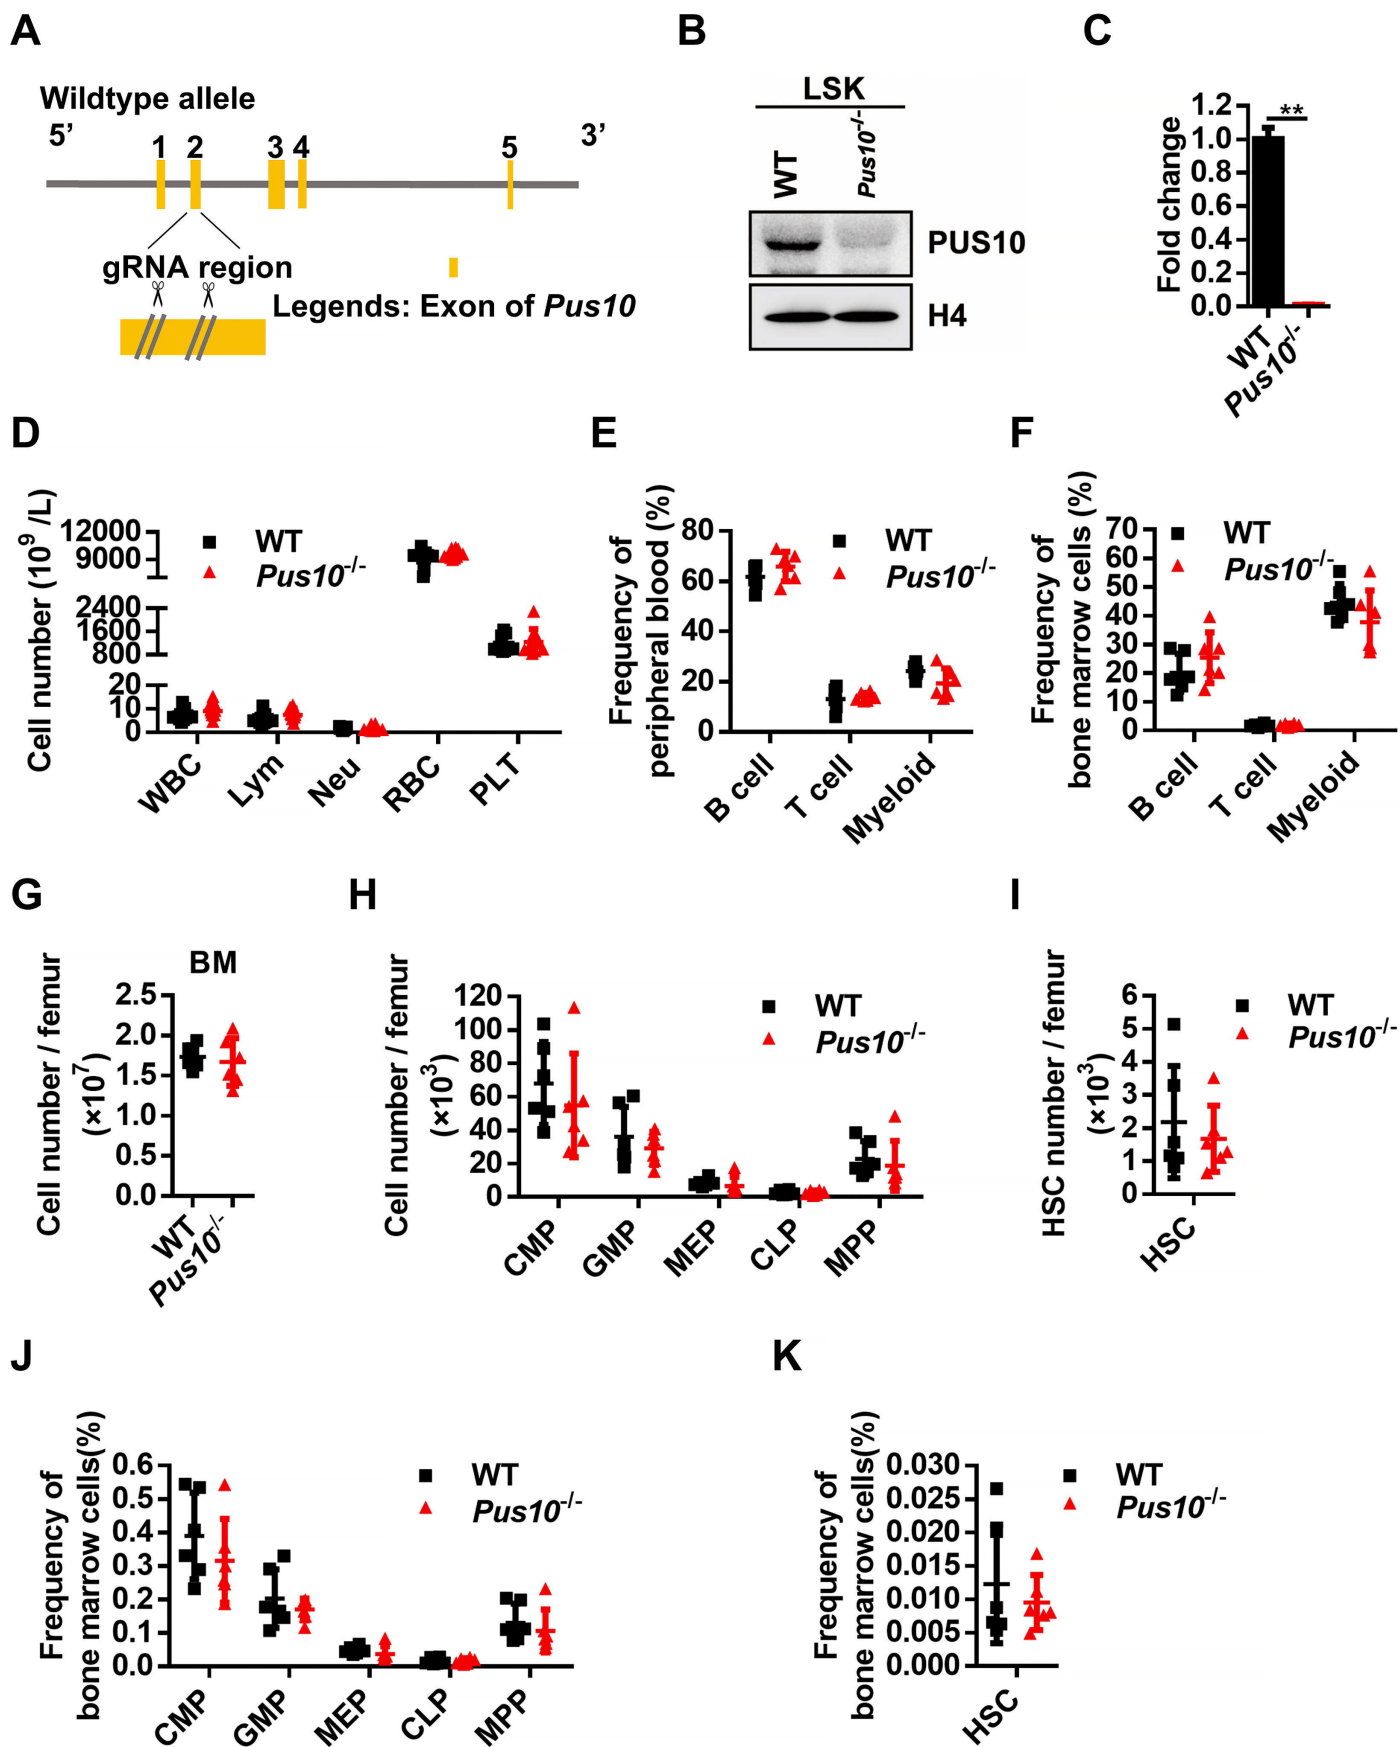 A
Wildtype allele
5’ 3’
1 2 3 4 5
gRNA region
Legends: Exon of Pus10
B
LSK
WT Pus10-/-
PUS10
H4
C
Fold change
1.2
1.0
0.8
0.6
0.4
0.2
0.0
**
WT
Pus10-/-
D
Cell number (10⁹ /L)
12000
9000
2400
1600
800
20
10
0
WT
Pus10-/-
WBC Lym Neu RBC PLT
E
Frequency of
peripheral blood (%)
80
60
40
20
0
WT
Pus10-/-
B cell T cell Myeloid
F
Frequency of
bone marrow cells (%)
70
60
50
40
30
20
10
0
WT
Pus10-/-
B cell T cell Myeloid
G
BM
Cell number / femur
(×10⁷)
2.5
2.0
1.5
1.0
0.5
0.0
WT
Pus10-/-
H
Cell number / femur
(×10³)
120
100
80
60
40
20
0
WT
Pus10-/-
CMP GMP MEP CLP MPP
I
HSC number / femur
(×10³)
6
5
4
3
2
1
0
WT
Pus10-/-
HSC
J
Frequency of
bone marrow cells(%)
0.6
0.5
0.4
0.3
0.2
0.1
0.0
WT
Pus10-/-
CMP GMP MEP CLP MPP
K
Frequency of
bone marrow cells(%)
0.030
0.025
0.020
0.015
0.010
0.005
0.000
WT
Pus10-/-
HSC